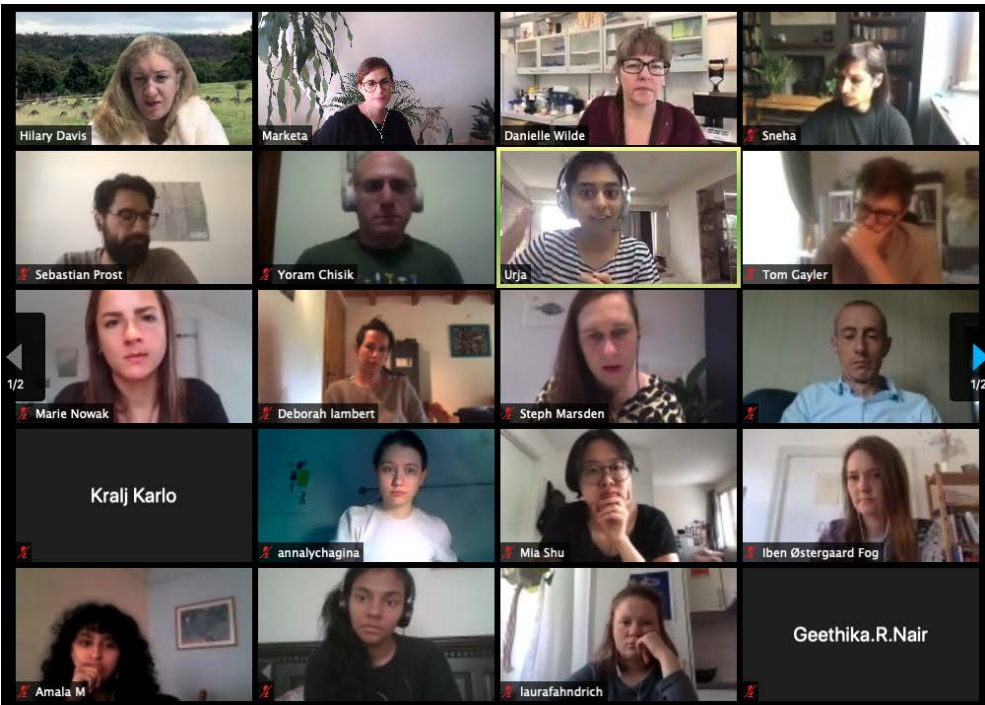 Hilary Davis
Marketa
Danielle Wilde
Sneha
Sebastian Prost
Yoram Chisik
Urja
Tom Gayler
1/2
1/2
Marie Nowak
Deborah lambert
Steph Marsden
Kralj Karlo
annalychagina
Mia Shu
Iben Østergaard Fog
Amala M
laurafahndrich
Geethika.R.Nair